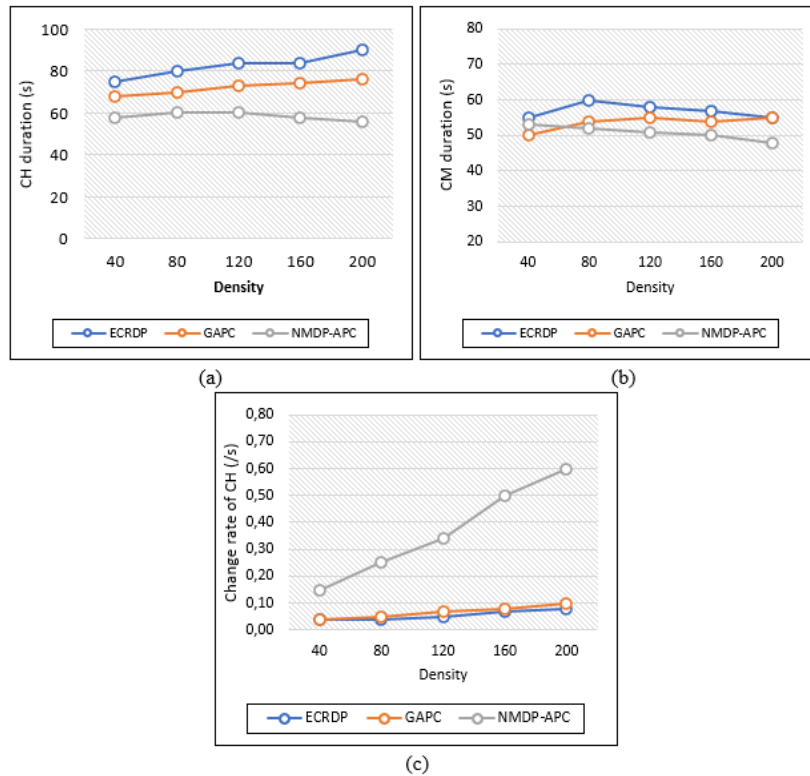 100
80
60
40
20
0
CH duration (s)
40 80 120 160 200
Density
ECRDP GAPC NMDP-APC
(a)
80
70
60
50
40
30
20
CM duration (s)
40 80 120 160 200
Density
ECRDP GAPC NMDP-APC
(b)
0,80
0,70
0,60
0,50
0,40
0,30
0,20
0,10
0,00
Change rate of CH (/s)
40 80 120 160 200
Density
ECRDP GAPC NMDP-APC
(c)